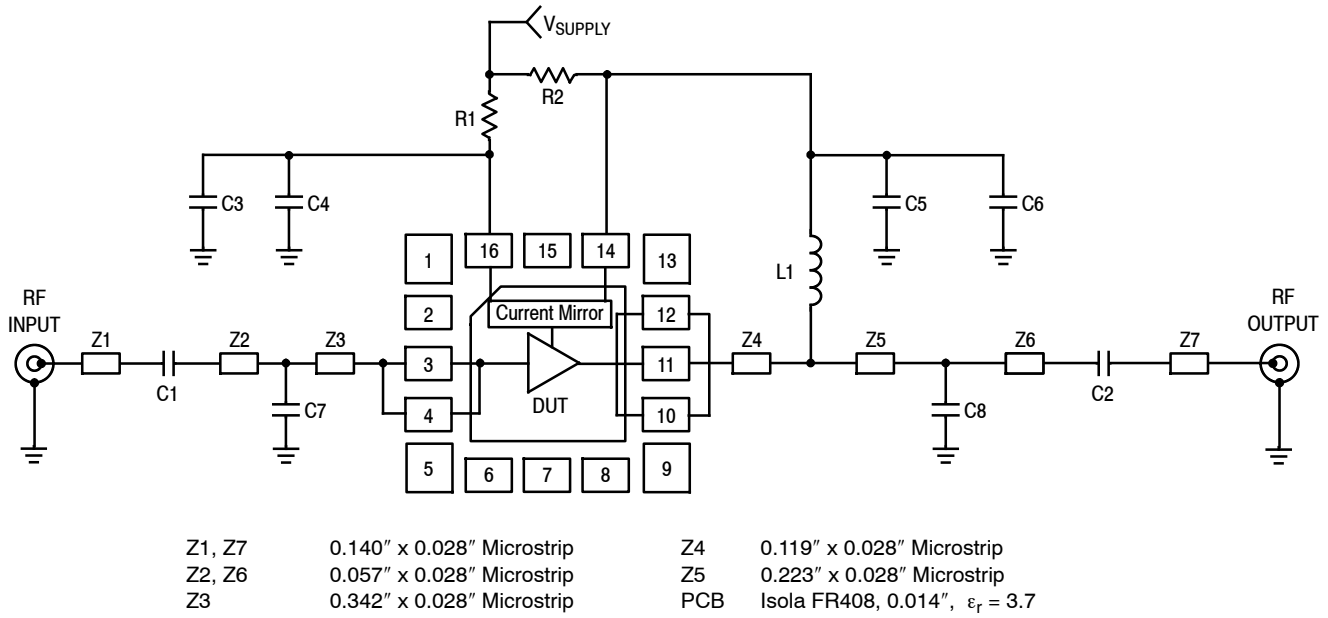 VSUPPLY
R2
R1
C3
C4
C5
C6
1
16
15
14
13
L1
RF
INPUT
RF
OUTPUT
2
Current Mirror
12
Z1
Z2
Z3
3
11
Z4
Z5
Z6
Z7
C1
C7
4
DUT
10
C8
C2
5
6
7
8
9
Z1, Z7 0.140″ x 0.028″ Microstrip
Z2, Z6 0.057″ x 0.028″ Microstrip
Z3 0.342″ x 0.028″ Microstrip
Z4 0.119″ x 0.028″ Microstrip
Z5 0.223″ x 0.028″ Microstrip
PCB Isola FR408, 0.014″, εr = 3.7